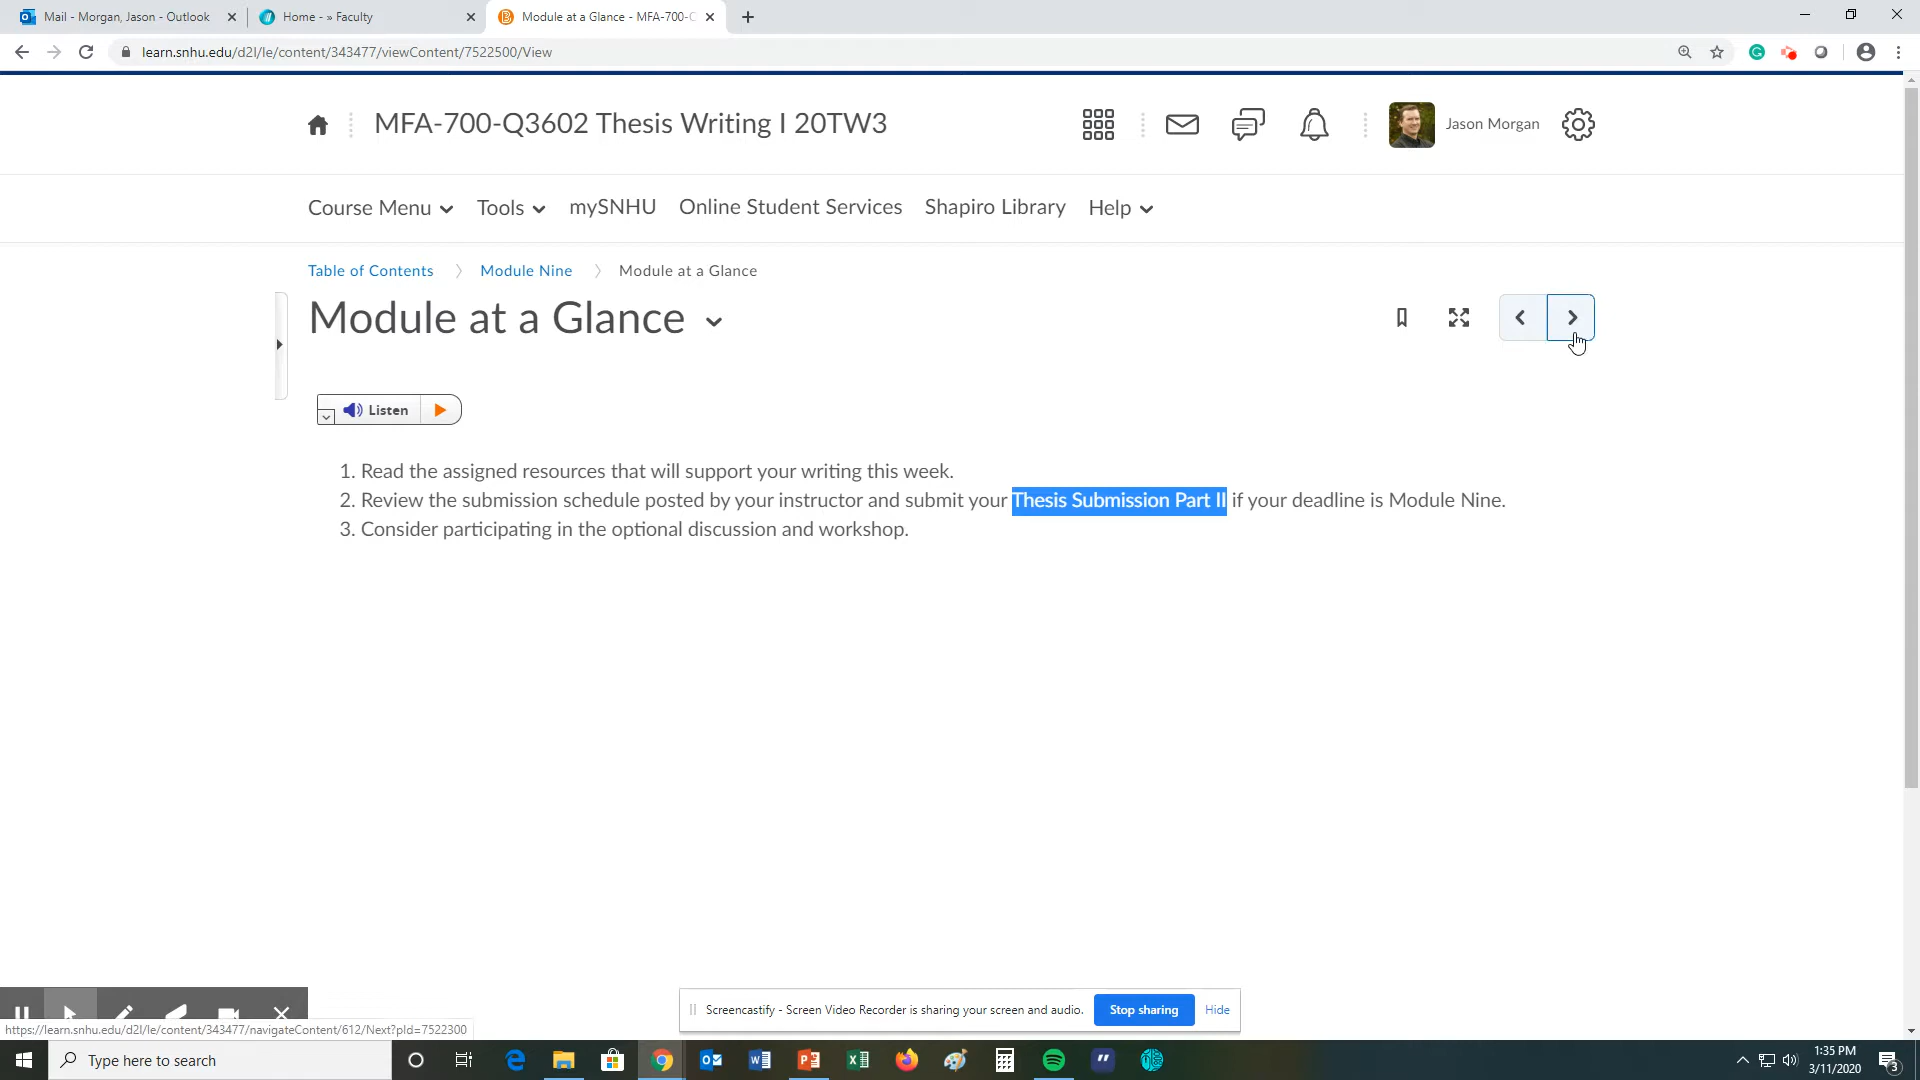 Mail - Morgan, Jason - Outlook
Home - » Faculty
Module at a Glance - MFA-700-Q
learn.snhu.edu/d2l/le/content/343477/viewContent/7522500/View
MFA-700-Q3602 Thesis Writing I 20TW3
Jason Morgan
Course Menu
Tools
mySNHU
Online Student Services
Shapiro Library
Help
Table of Contents
Module Nine
Module at a Glance
Module at a Glance
Listen
1. Read the assigned resources that will support your writing this week.
2. Review the submission schedule posted by your instructor and submit your Thesis Submission Part II if your deadline is Module Nine.
3. Consider participating in the optional discussion and workshop.
Screencastify - Screen Video Recorder is sharing your screen and audio.
Stop sharing
Hide
https://learn.snhu.edu/d2l/le/content/343477/navigateContent/612/Next?pId=7522300
Type here to search
1:35 PM
3/11/2020
3